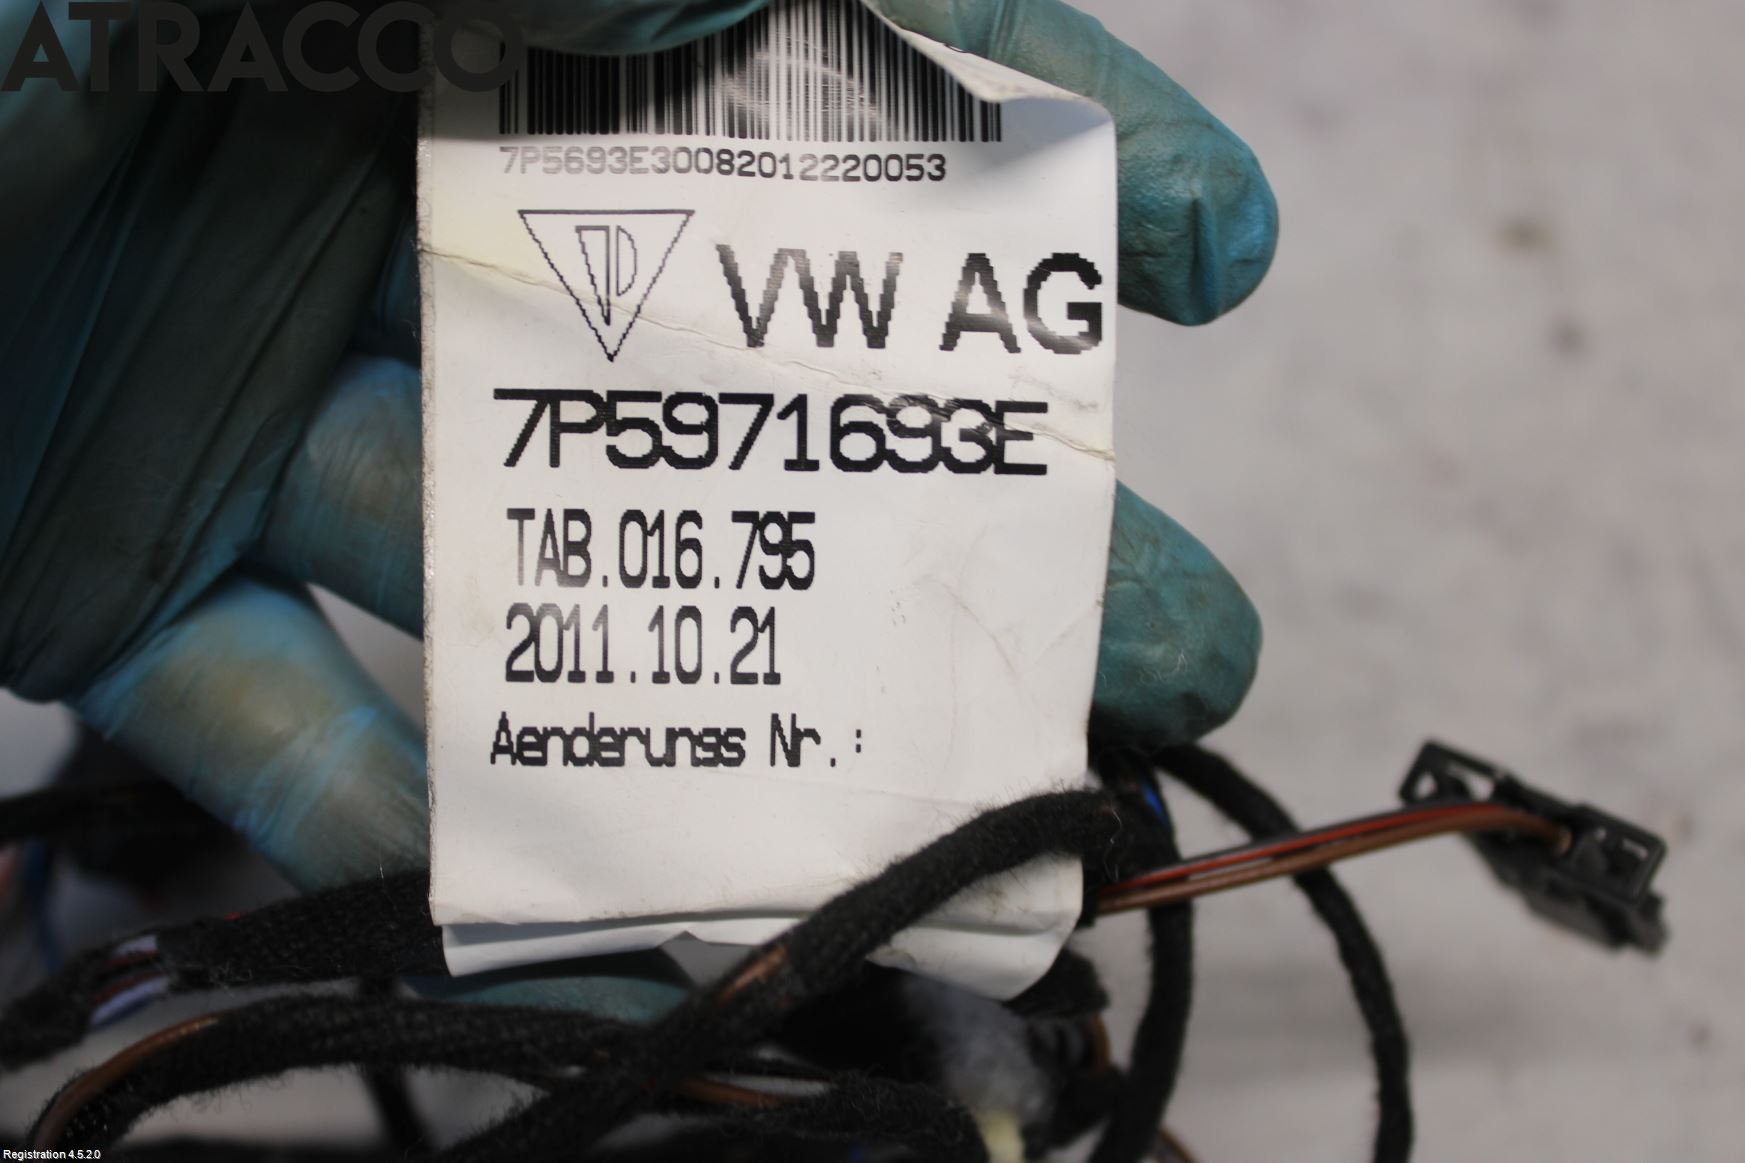 ATRACCO
7P5693E30082012220053
VW AG
7P5971693E
TAB.016.795
2011.10.21
Aenderungs Nr.:
Registration 4.5.2.0